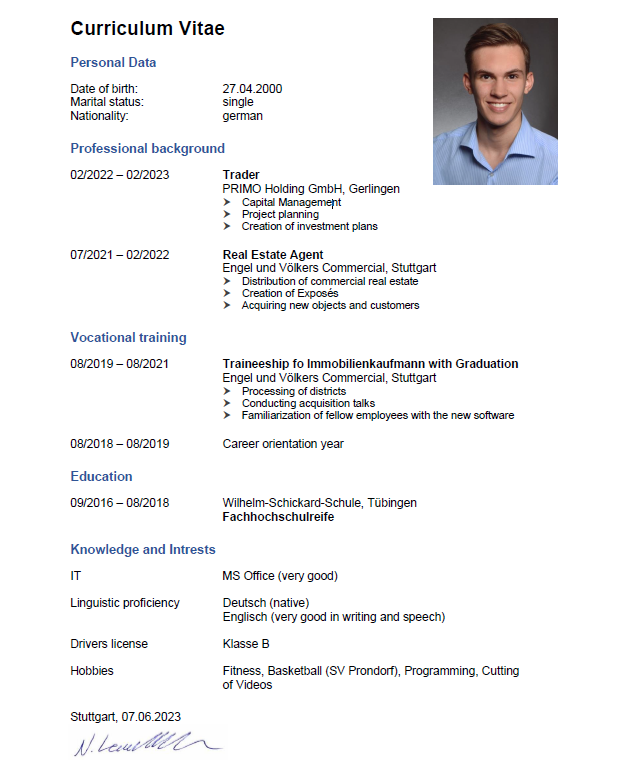 Curriculum Vitae
Personal Data
Date of birth: 27.04.2000
Marital status: single
Nationality: german
Professional background
02/2022 – 02/2023 Trader
PRIMO Holding GmbH, Gerlingen
➤ Capital Management
➤ Project planning
➤ Creation of investment plans
07/2021 – 02/2022 Real Estate Agent
Engel und Völkers Commercial, Stuttgart
➤ Distribution of commercial real estate
➤ Creation of Exposés
➤ Acquiring new objects and customers
Vocational training
08/2019 – 08/2021 Traineeship fo Immobilienkaufmann with Graduation
Engel und Völkers Commercial, Stuttgart
➤ Processing of districts
➤ Conducting acquisition talks
➤ Familiarization of fellow employees with the new software
08/2018 – 08/2019 Career orientation year
Education
09/2016 – 08/2018 Wilhelm-Schickard-Schule, Tübingen
Fachhochschulreife
Knowledge and Intrests
IT MS Office (very good)
Linguistic proficiency Deutsch (native)
Englisch (very good in writing and speech)
Drivers license Klasse B
Hobbies Fitness, Basketball (SV Prondorf), Programming, Cutting
of Videos
Stuttgart, 07.06.2023
N.